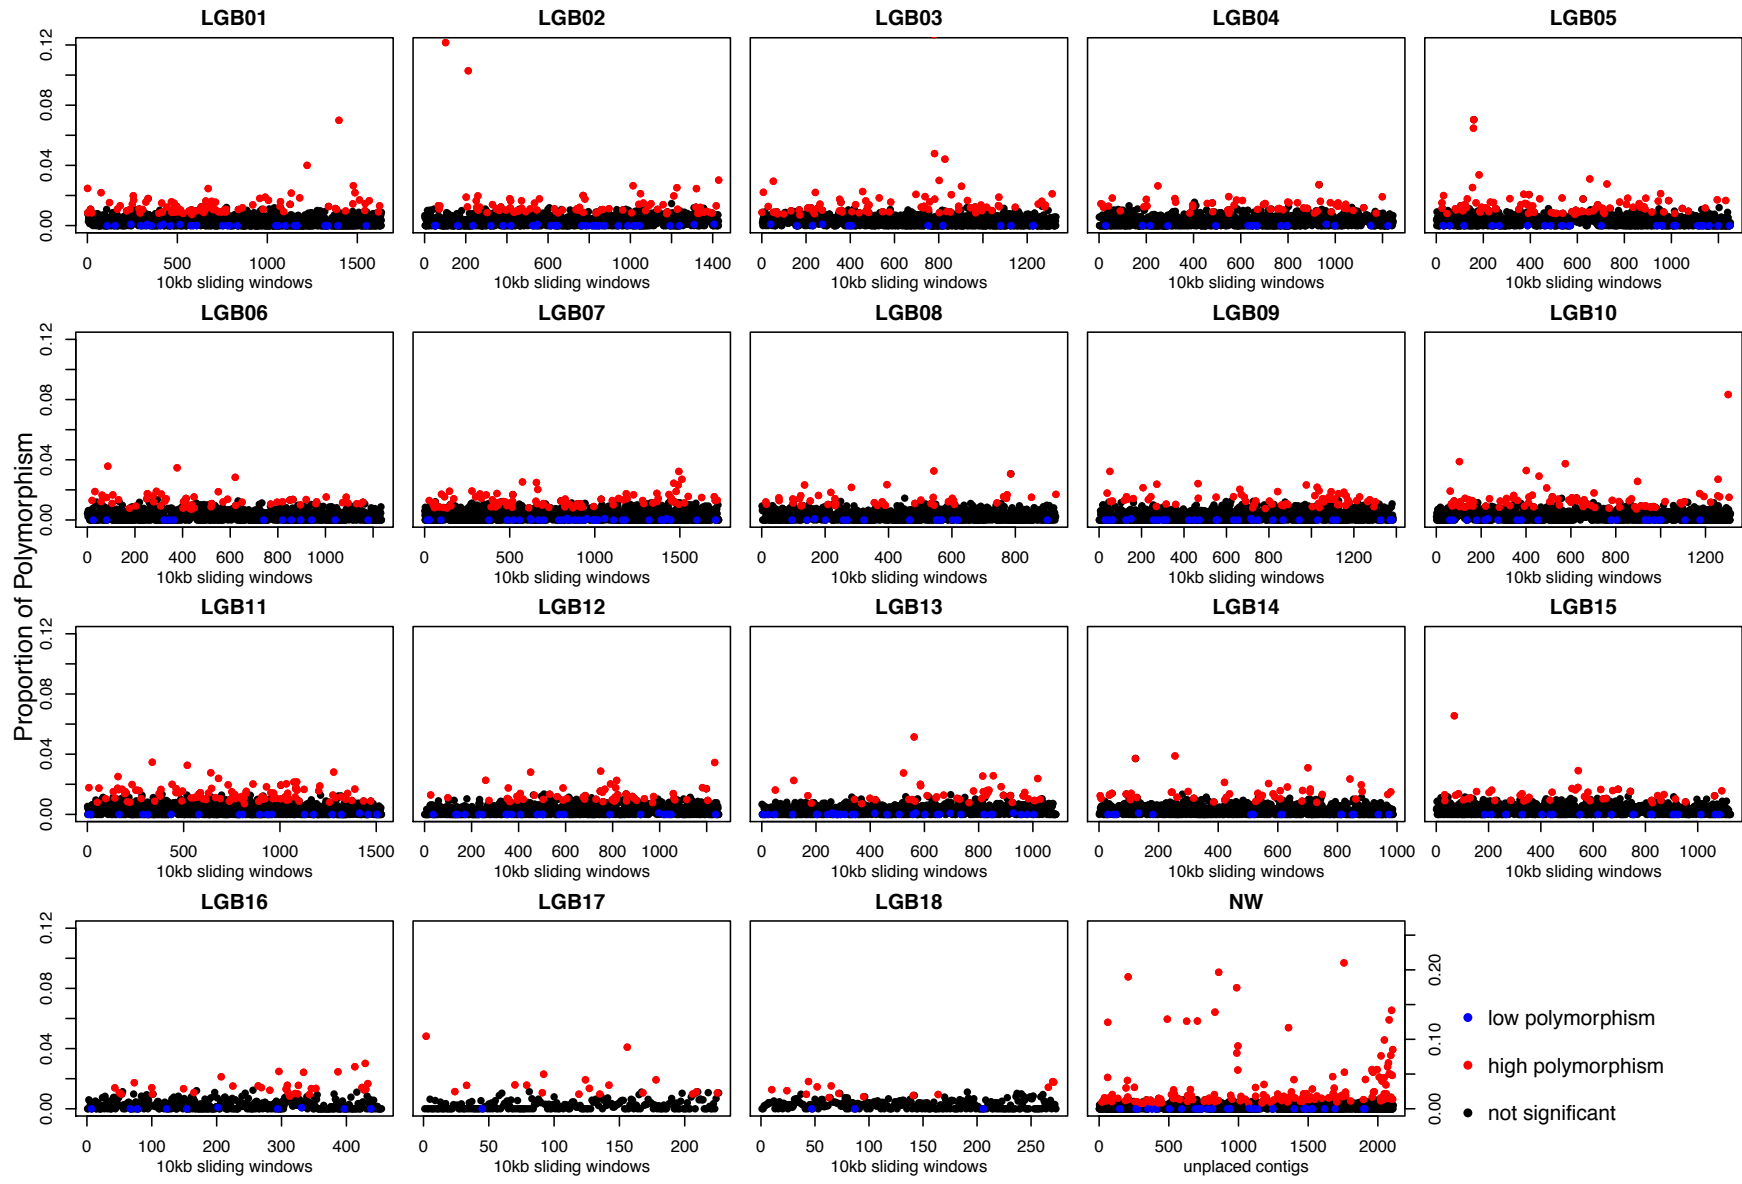 LGB01 LGB02 LGB03 LGB04 LGB05
0.00 0.04 0.08 0.12
0 500 1000 1500 0 200 600 1000 1400 0 400 800 1200 0 400 800 0 400 800
10kb sliding windows 10kb sliding windows 10kb sliding windows 10kb sliding windows 10kb sliding windows
LGB06 LGB07 LGB08 LGB09 LGB10
0.00 0.04 0.08 0.12
0 200 400 600 1000 0 500 1000 1500 0 200 400 600 800 0 400 800 1200 0 200 400 600 800 1200
10kb sliding windows 10kb sliding windows 10kb sliding windows 10kb sliding windows 10kb sliding windows
Proportion of Polymorphism
LGB11 LGB12 LGB13 LGB14 LGB15
0.00 0.04 0.08 0.12
0 500 1000 1500 0 200 400 600 800 1000 0 200 400 600 800 1000 0 200 400 600 800 1000 0 200 400 600 800 1000
10kb sliding windows 10kb sliding windows 10kb sliding windows 10kb sliding windows 10kb sliding windows
LGB16 LGB17 LGB18 NW
0.00 0.04 0.08 0.12
0.00 0.10 0.20
0 100 200 300 400 0 50 100 150 200 0 50 100 150 200 250 0 500 1000 1500 2000
10kb sliding windows 10kb sliding windows 10kb sliding windows unplaced contigs
low polymorphism
high polymorphism
not significant